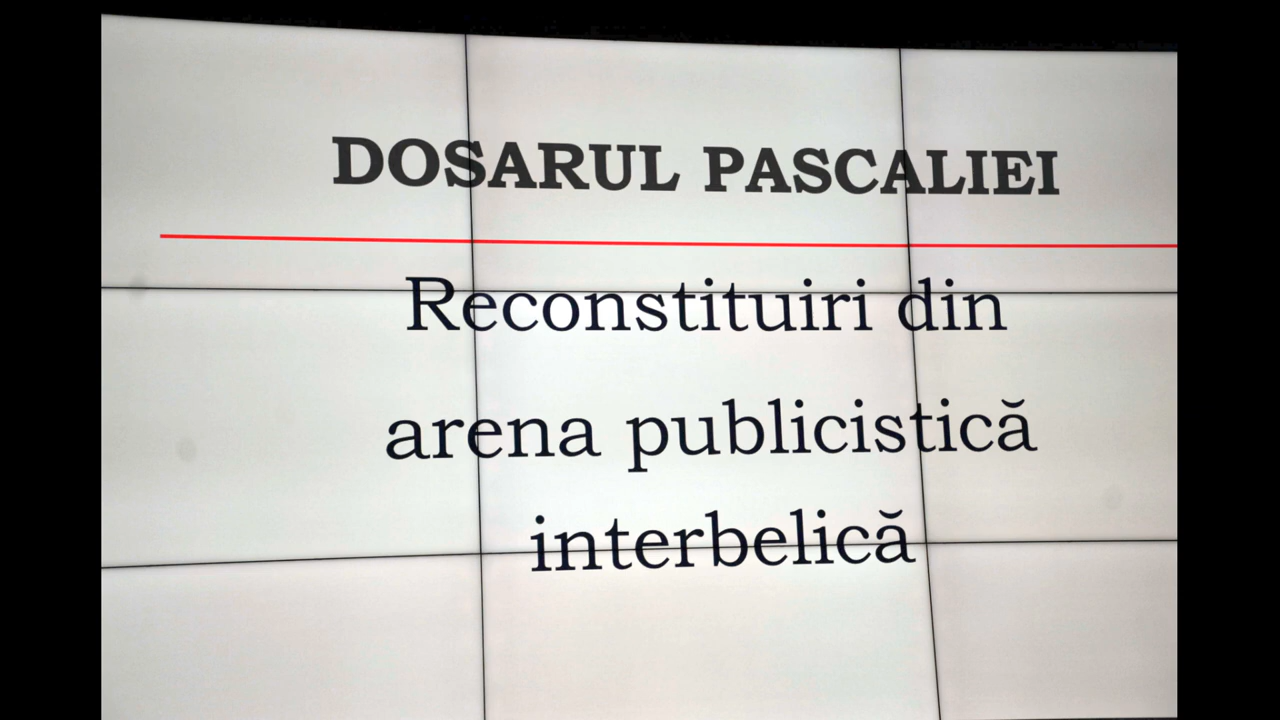 DOSARUL PASCALIEI
Reconstituiri din
arena publicistică
interbelică